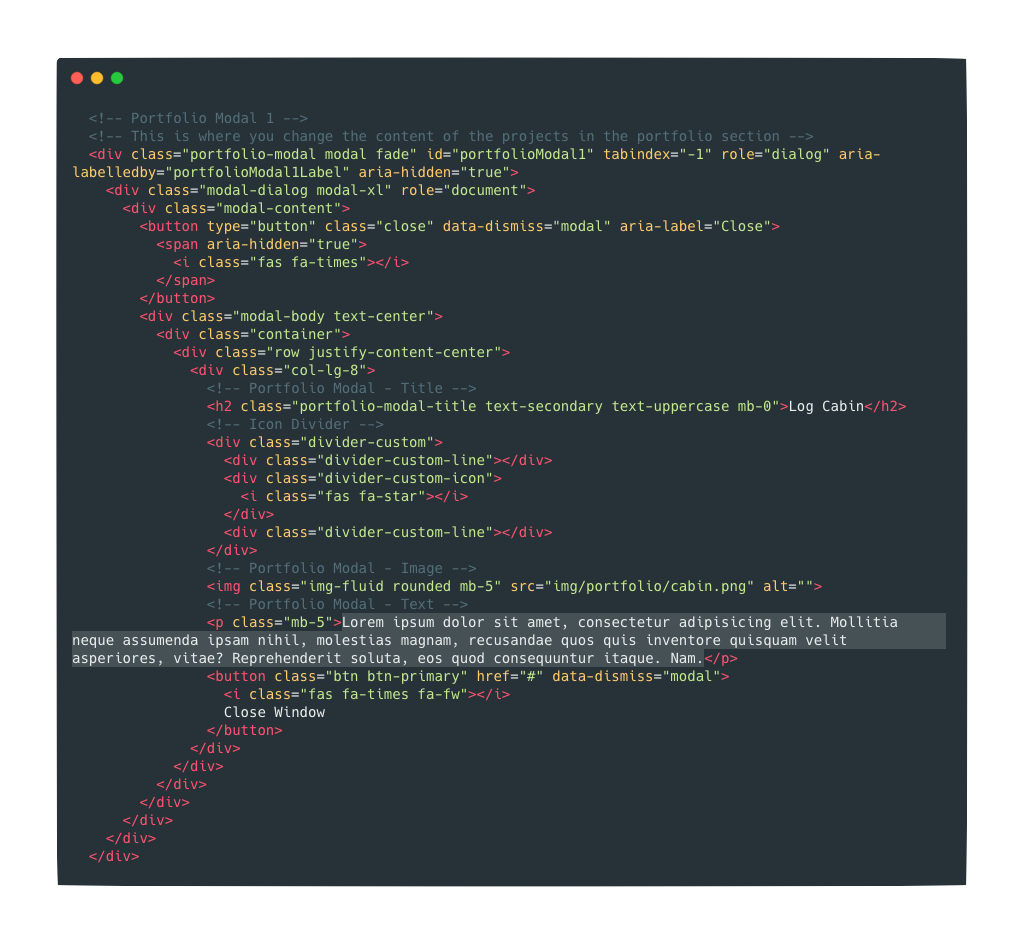 <!-- Portfolio Modal 1 -->
<!-- This is where you change the content of the projects in the portfolio section -->
<div class="portfolio-modal modal fade" id="portfolioModal1" tabindex="-1" role="dialog" aria-
labelledby="portfolioModal1Label" aria-hidden="true">
<div class="modal-dialog modal-xl" role="document">
<div class="modal-content">
<button type="button" class="close" data-dismiss="modal" aria-label="Close">
<span aria-hidden="true">
<i class="fas fa-times"></i>
</span>
</button>
<div class="modal-body text-center">
<div class="container">
<div class="row justify-content-center">
<div class="col-lg-8">
<!-- Portfolio Modal - Title -->
<h2 class="portfolio-modal-title text-secondary text-uppercase mb-0">Log Cabin</h2>
<!-- Icon Divider -->
<div class="divider-custom">
<div class="divider-custom-line"></div>
<div class="divider-custom-icon">
<i class="fas fa-star"></i>
</div>
<div class="divider-custom-line"></div>
</div>
<!-- Portfolio Modal - Image -->
<img class="img-fluid rounded mb-5" src="img/portfolio/cabin.png" alt="">
<!-- Portfolio Modal - Text -->
<p class="mb-5">Lorem ipsum dolor sit amet, consectetur adipisicing elit. Mollitia
neque assumenda ipsam nihil, molestias magnam, recusandae quos quis inventore quisquam velit
asperiores, vitae? Reprehenderit soluta, eos quod consequuntur itaque. Nam.</p>
<button class="btn btn-primary" href="#" data-dismiss="modal">
<i class="fas fa-times fa-fw"></i>
Close Window
</button>
</div>
</div>
</div>
</div>
</div>
</div>
</div>